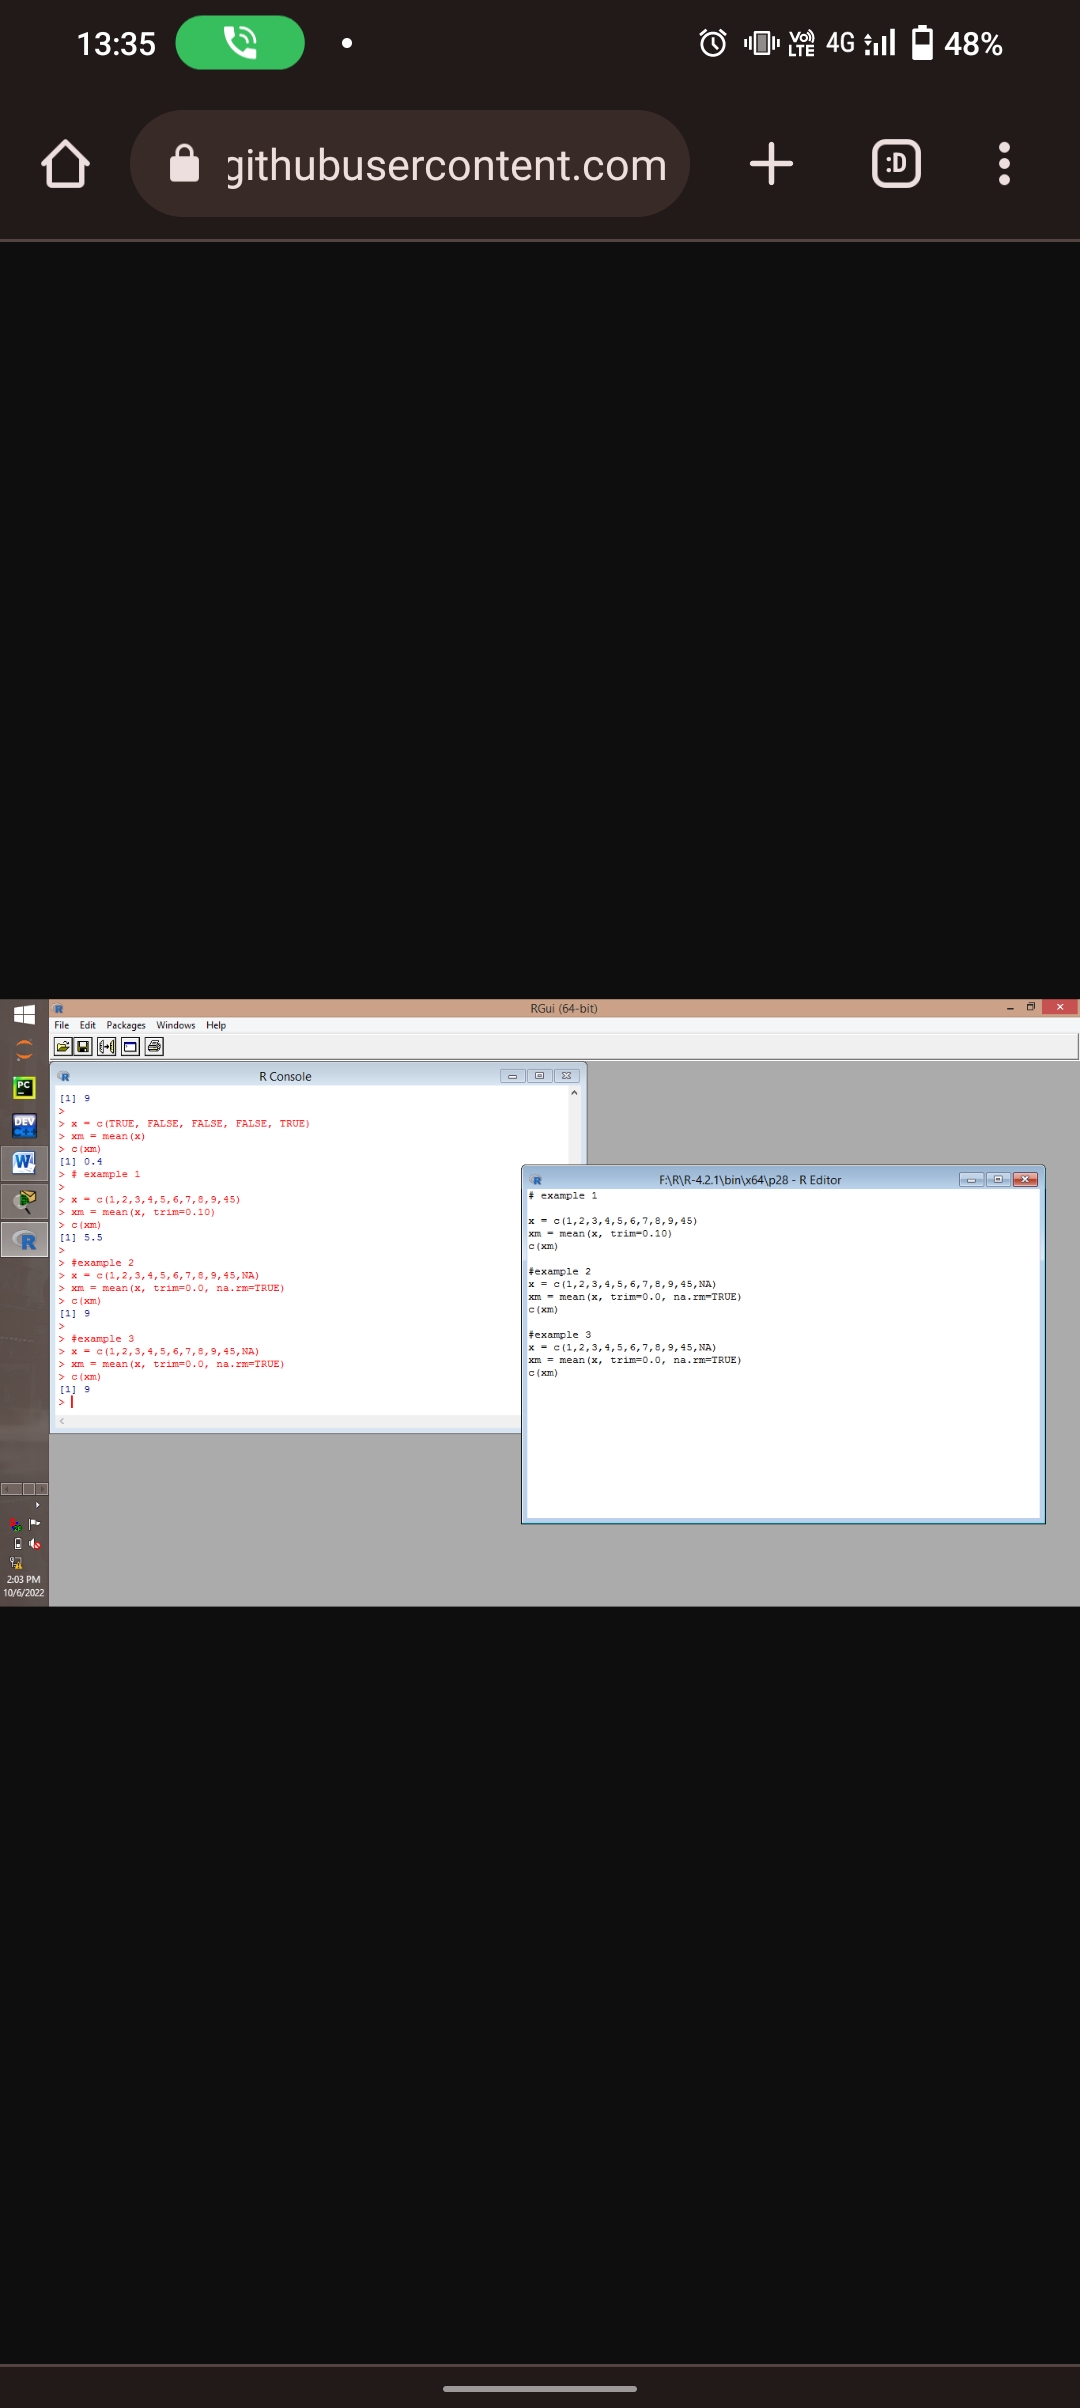 13:35
Vo))
LTE
4G
48%
githubusercontent.com
:D
RGui (64-bit)
File Edit Packages Windows Help
R Console
[1] 9
>
> x = c(TRUE, FALSE, FALSE, FALSE, TRUE)
> xm = mean(x)
> c(xm)
[1] 0.4
> # example 1
>
> x = c(1,2,3,4,5,6,7,8,9,45)
> xm = mean(x, trim=0.10)
> c(xm)
[1] 5.5
>
> #example 2
> x = c(1,2,3,4,5,6,7,8,9,45,NA)
> xm = mean(x, trim=0.0, na.rm=TRUE)
> c(xm)
[1] 9
>
> #example 3
> x = c(1,2,3,4,5,6,7,8,9,45,NA)
> xm = mean(x, trim=0.0, na.rm=TRUE)
> c(xm)
[1] 9
>
F:\R\R-4.2.1\bin\x64\p28 - R Editor
# example 1
x = c(1,2,3,4,5,6,7,8,9,45)
xm = mean(x, trim=0.10)
c(xm)
#example 2
x = c(1,2,3,4,5,6,7,8,9,45,NA)
xm = mean(x, trim=0.0, na.rm=TRUE)
c(xm)
#example 3
x = c(1,2,3,4,5,6,7,8,9,45,NA)
xm = mean(x, trim=0.0, na.rm=TRUE)
c(xm)
PC
DEV
C++
W
R
2:03 PM
10/6/2022